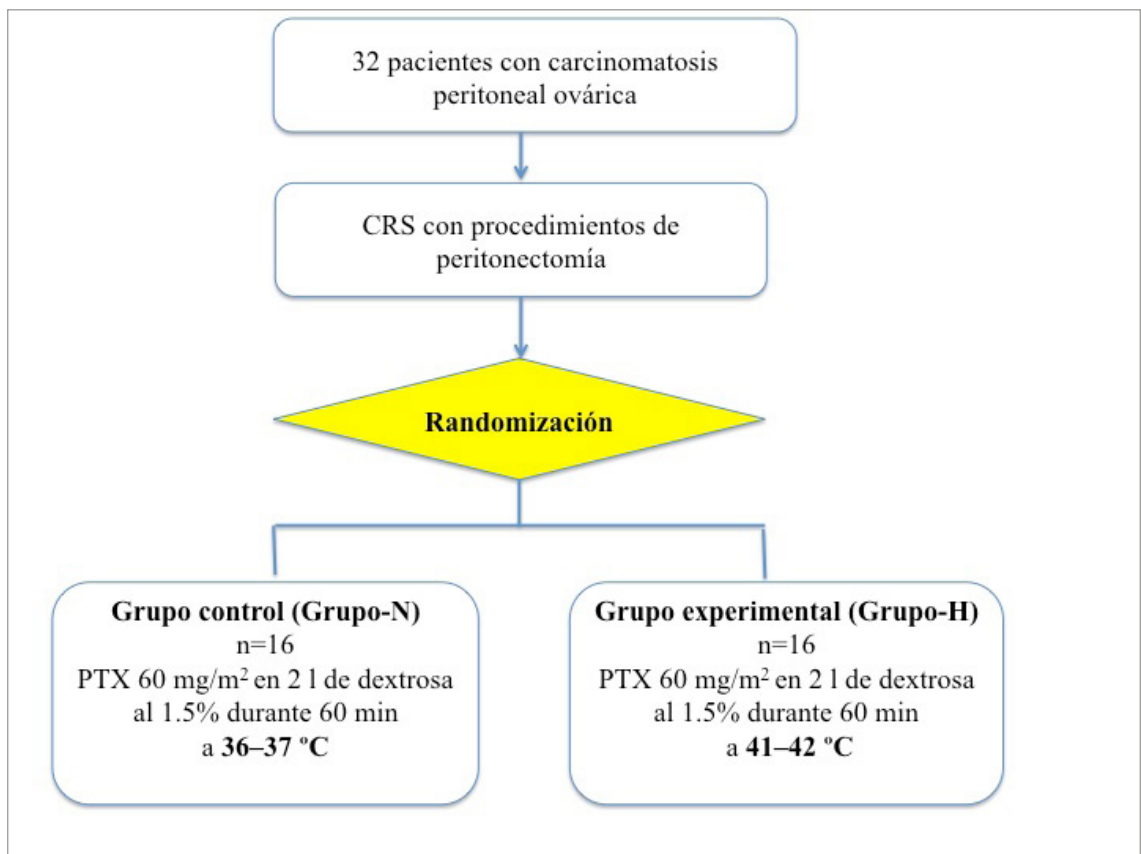 32 pacientes con carcinomatosis
peritoneal ovárica
CRS con procedimientos de
peritonectomía
Randomización
Grupo control (Grupo-N)
n=16
PTX 60 mg/m² en 2 l de dextrosa
al 1.5% durante 60 min
a 36–37 ºC
Grupo experimental (Grupo-H)
n=16
PTX 60 mg/m² en 2 l de dextrosa
al 1.5% durante 60 min
a 41–42 ºC